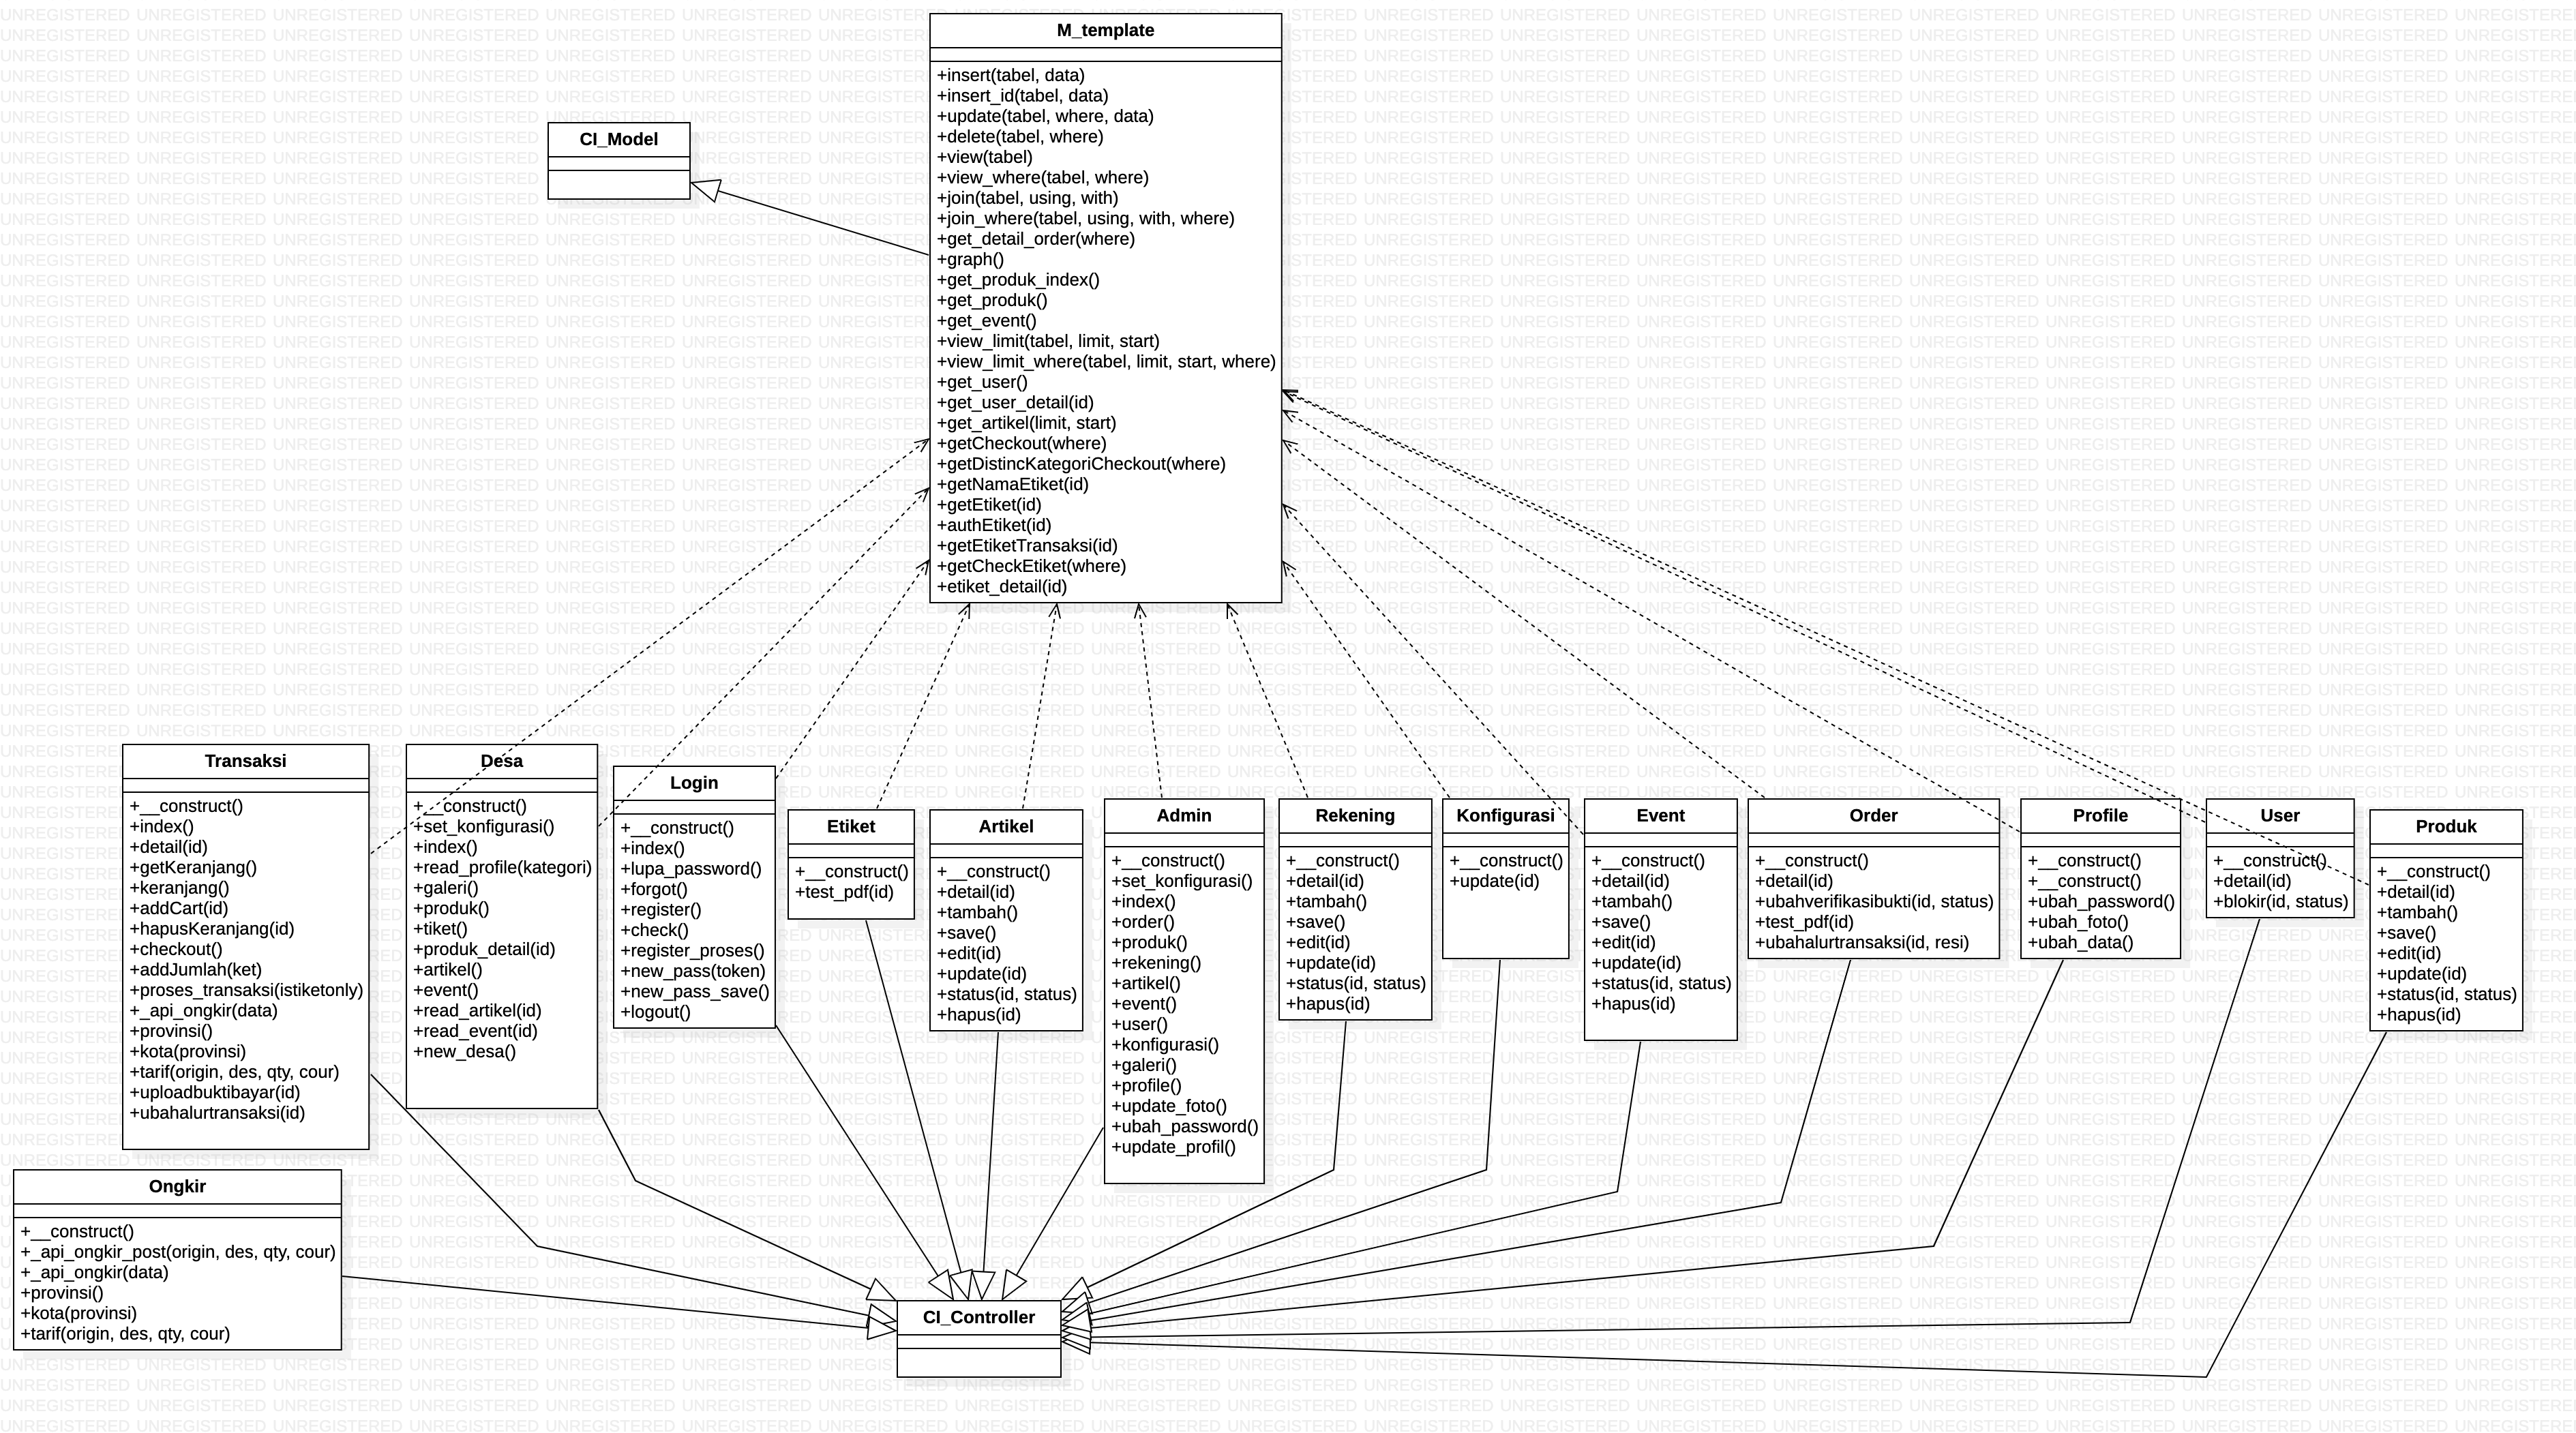 M_template
+insert(tabel, data)
+insert_id(tabel, data)
+update(tabel, where, data)
+delete(tabel, where)
+view(tabel)
+view_where(tabel, where)
+join(tabel, using, with)
+join_where(tabel, using, with, where)
+get_detail_order(where)
+graph()
+get_produk_index()
+get_produk()
+get_event()
+view_limit(tabel, limit, start)
+view_limit_where(tabel, limit, start, where)
+get_user()
+get_user_detail(id)
+get_artikel(limit, start)
+getCheckout(where)
+getDistincKategoriCheckout(where)
+getNamaEtiket(id)
+getEtiket(id)
+authEtiket(id)
+getEtiketTransaksi(id)
+getCheckEtiket(where)
+etiket_detail(id)
CI_Model
Transaksi
+__construct()
+index()
+detail(id)
+getKeranjang()
+keranjang()
+addCart(id)
+hapusKeranjang(id)
+checkout()
+addJumlah(ket)
+proses_transaksi(istiketonly)
+_api_ongkir(data)
+provinsi()
+kota(provinsi)
+tarif(origin, des, qty, cour)
+uploadbuktibayar(id)
+ubahalurtransaksi(id)
Desa
+__construct()
+set_konfigurasi()
+index()
+read_profile(kategori)
+galeri()
+produk()
+tiket()
+produk_detail(id)
+artikel()
+event()
+read_artikel(id)
+read_event(id)
+new_desa()
Login
+__construct()
+index()
+lupa_password()
+forgot()
+register()
+check()
+register_proses()
+new_pass(token)
+new_pass_save()
+logout()
Etiket
+__construct()
+test_pdf(id)
Artikel
+__construct()
+detail(id)
+tambah()
+save()
+edit(id)
+update(id)
+status(id, status)
+hapus(id)
Admin
+__construct()
+set_konfigurasi()
+index()
+order()
+produk()
+rekening()
+artikel()
+event()
+user()
+konfigurasi()
+galeri()
+profile()
+update_foto()
+ubah_password()
+update_profil()
Rekening
+__construct()
+detail(id)
+tambah()
+save()
+edit(id)
+update(id)
+status(id, status)
+hapus(id)
Konfigurasi
+__construct()
+update(id)
Event
+__construct()
+detail(id)
+tambah()
+save()
+edit(id)
+update(id)
+status(id, status)
+hapus(id)
Order
+__construct()
+detail(id)
+ubahverifikasibukti(id, status)
+test_pdf(id)
+ubahalurtransaksi(id, resi)
Profile
+__construct()
+__construct()
+ubah_password()
+ubah_foto()
+ubah_data()
User
+__construct()
+detail(id)
+blokir(id, status)
Produk
+__construct()
+detail(id)
+tambah()
+save()
+edit(id)
+update(id)
+status(id, status)
+hapus(id)
Ongkir
+__construct()
+_api_ongkir_post(origin, des, qty, cour)
+_api_ongkir(data)
+provinsi()
+kota(provinsi)
+tarif(origin, des, qty, cour)
CI_Controller
UNREGISTERED